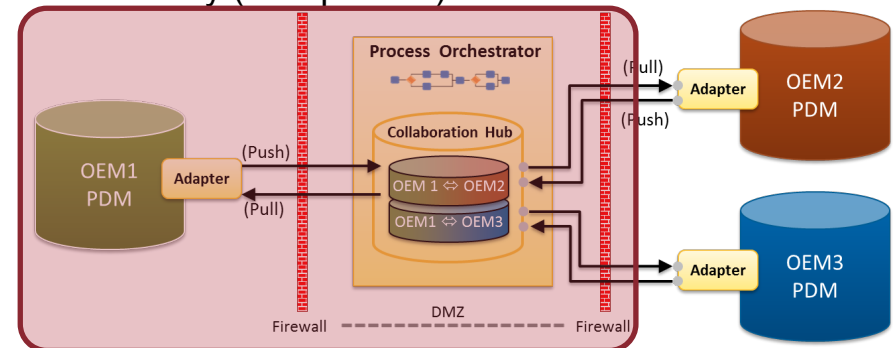 Process Orchestrator
(Pull)
Adapter
OEM2
PDM
Collaboration Hub
(Push)
(Push)
OEM1
PDM
Adapter
OEM 1 ⇔ OEM2
(Pull)
OEM1 ⇔ OEM3
Adapter
OEM3
PDM
DMZ
Firewall
Firewall